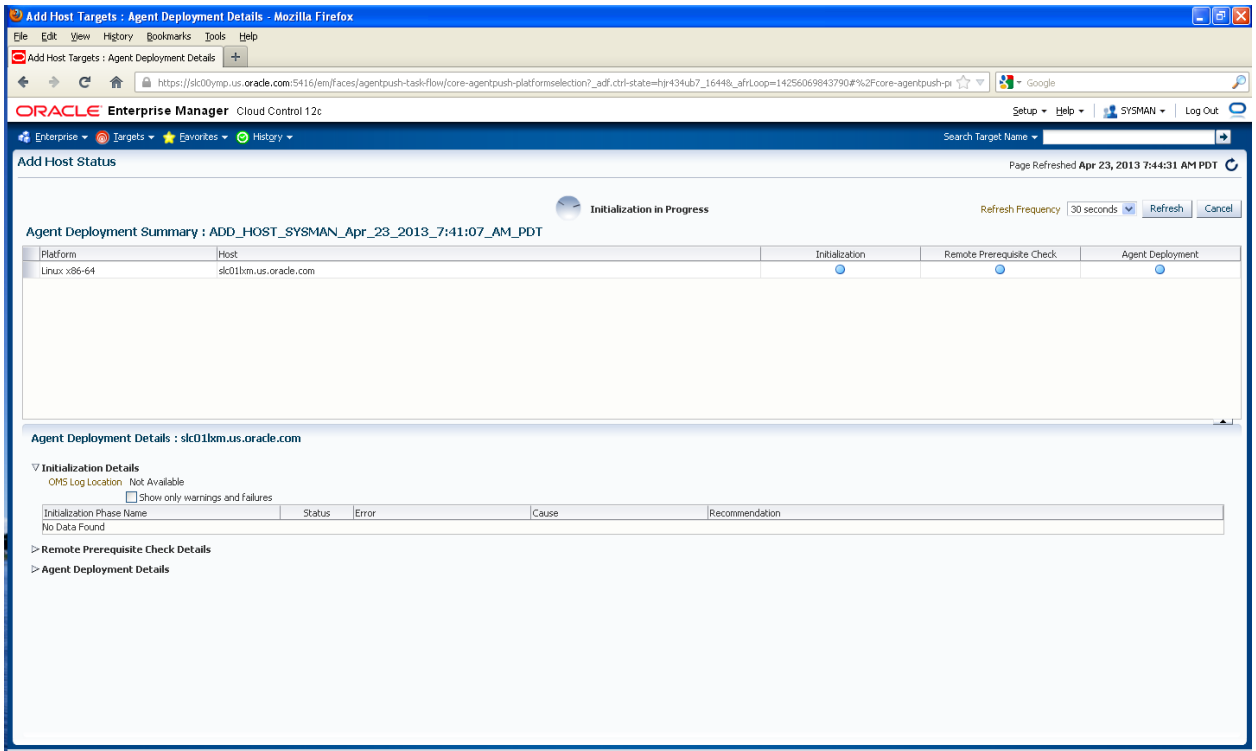 Add Host Targets : Agent Deployment Details - Mozilla Firefox
File Edit View History Bookmarks Tools Help
Add Host Targets : Agent Deployment Details +
https://slc00ymp.us.oracle.com:5416/em/faces/agentpush-task-flow/core-agentpush-platformselection?_adf.ctrl-state=hjr434ub7_1644&_afrLoop=14256069843790#%2Fcore-agentpush-p Google
ORACLE Enterprise Manager Cloud Control 12c Setup Help SYSMAN Log Out
Enterprise Targets Favorites History Search Target Name
Add Host Status Page Refreshed Apr 23, 2013 7:44:31 AM PDT
Initialization in Progress Refresh Frequency 30 seconds Refresh Cancel
Agent Deployment Summary : ADD_HOST_SYSMAN_Apr_23_2013_7:41:07_AM_PDT
Platform Host Initialization Remote Prerequisite Check Agent Deployment
Linux x86-64 slc01lxm.us.oracle.com
Agent Deployment Details : slc01lxm.us.oracle.com
Initialization Details
OMS Log Location Not Available
Show only warnings and failures
Initialization Phase Name Status Error Cause Recommendation
No Data Found
Remote Prerequisite Check Details
Agent Deployment Details